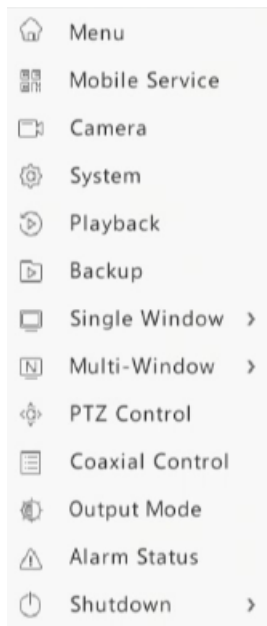 Menu
Mobile Service
Camera
System
Playback
Backup
Single Window
N Multi-Window
PTZ Control
Coaxial Control
Output Mode
Alarm Status
Shutdown